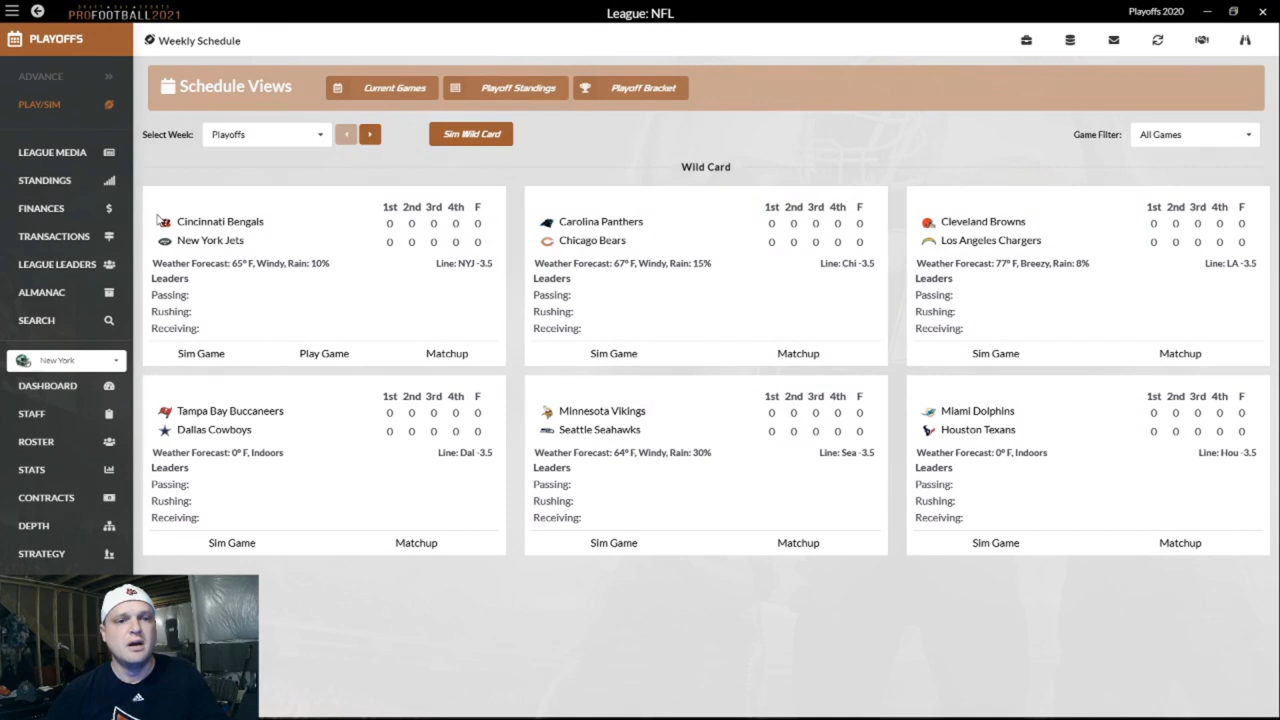 DRAFT DAY SPORTS
PROFOOTBALL2021
League: NFL
Playoffs 2020
PLAYOFFS
Weekly Schedule
ADVANCE
PLAY/SIM
LEAGUE MEDIA
STANDINGS
FINANCES
TRANSACTIONS
LEAGUE LEADERS
ALMANAC
SEARCH
New York
DASHBOARD
STAFF
ROSTER
STATS
CONTRACTS
DEPTH
STRATEGY
Schedule Views
Current Games
Playoff Standings
Playoff Bracket
Select Week: Playoffs
Sim Wild Card
Game Filter: All Games
Wild Card
1st 2nd 3rd 4th F
Cincinnati Bengals 0 0 0 0 0
New York Jets 0 0 0 0 0
Weather Forecast: 65° F, Windy, Rain: 10% Line: NYJ -3.5
Leaders
Passing:
Rushing:
Receiving:
Sim Game Play Game Matchup
1st 2nd 3rd 4th F
Carolina Panthers 0 0 0 0 0
Chicago Bears 0 0 0 0 0
Weather Forecast: 67° F, Windy, Rain: 15% Line: Chi -3.5
Leaders
Passing:
Rushing:
Receiving:
Sim Game Matchup
1st 2nd 3rd 4th F
Cleveland Browns 0 0 0 0 0
Los Angeles Chargers 0 0 0 0 0
Weather Forecast: 77° F, Breezy, Rain: 8% Line: LA -3.5
Leaders
Passing:
Rushing:
Receiving:
Sim Game Matchup
1st 2nd 3rd 4th F
Tampa Bay Buccaneers 0 0 0 0 0
Dallas Cowboys 0 0 0 0 0
Weather Forecast: 0° F, Indoors Line: Dal -3.5
Leaders
Passing:
Rushing:
Receiving:
Sim Game Matchup
1st 2nd 3rd 4th F
Minnesota Vikings 0 0 0 0 0
Seattle Seahawks 0 0 0 0 0
Weather Forecast: 64° F, Windy, Rain: 30% Line: Sea -3.5
Leaders
Passing:
Rushing:
Receiving:
Sim Game Matchup
1st 2nd 3rd 4th F
Miami Dolphins 0 0 0 0 0
Houston Texans 0 0 0 0 0
Weather Forecast: 0° F, Indoors Line: Hou -3.5
Leaders
Passing:
Rushing:
Receiving:
Sim Game Matchup